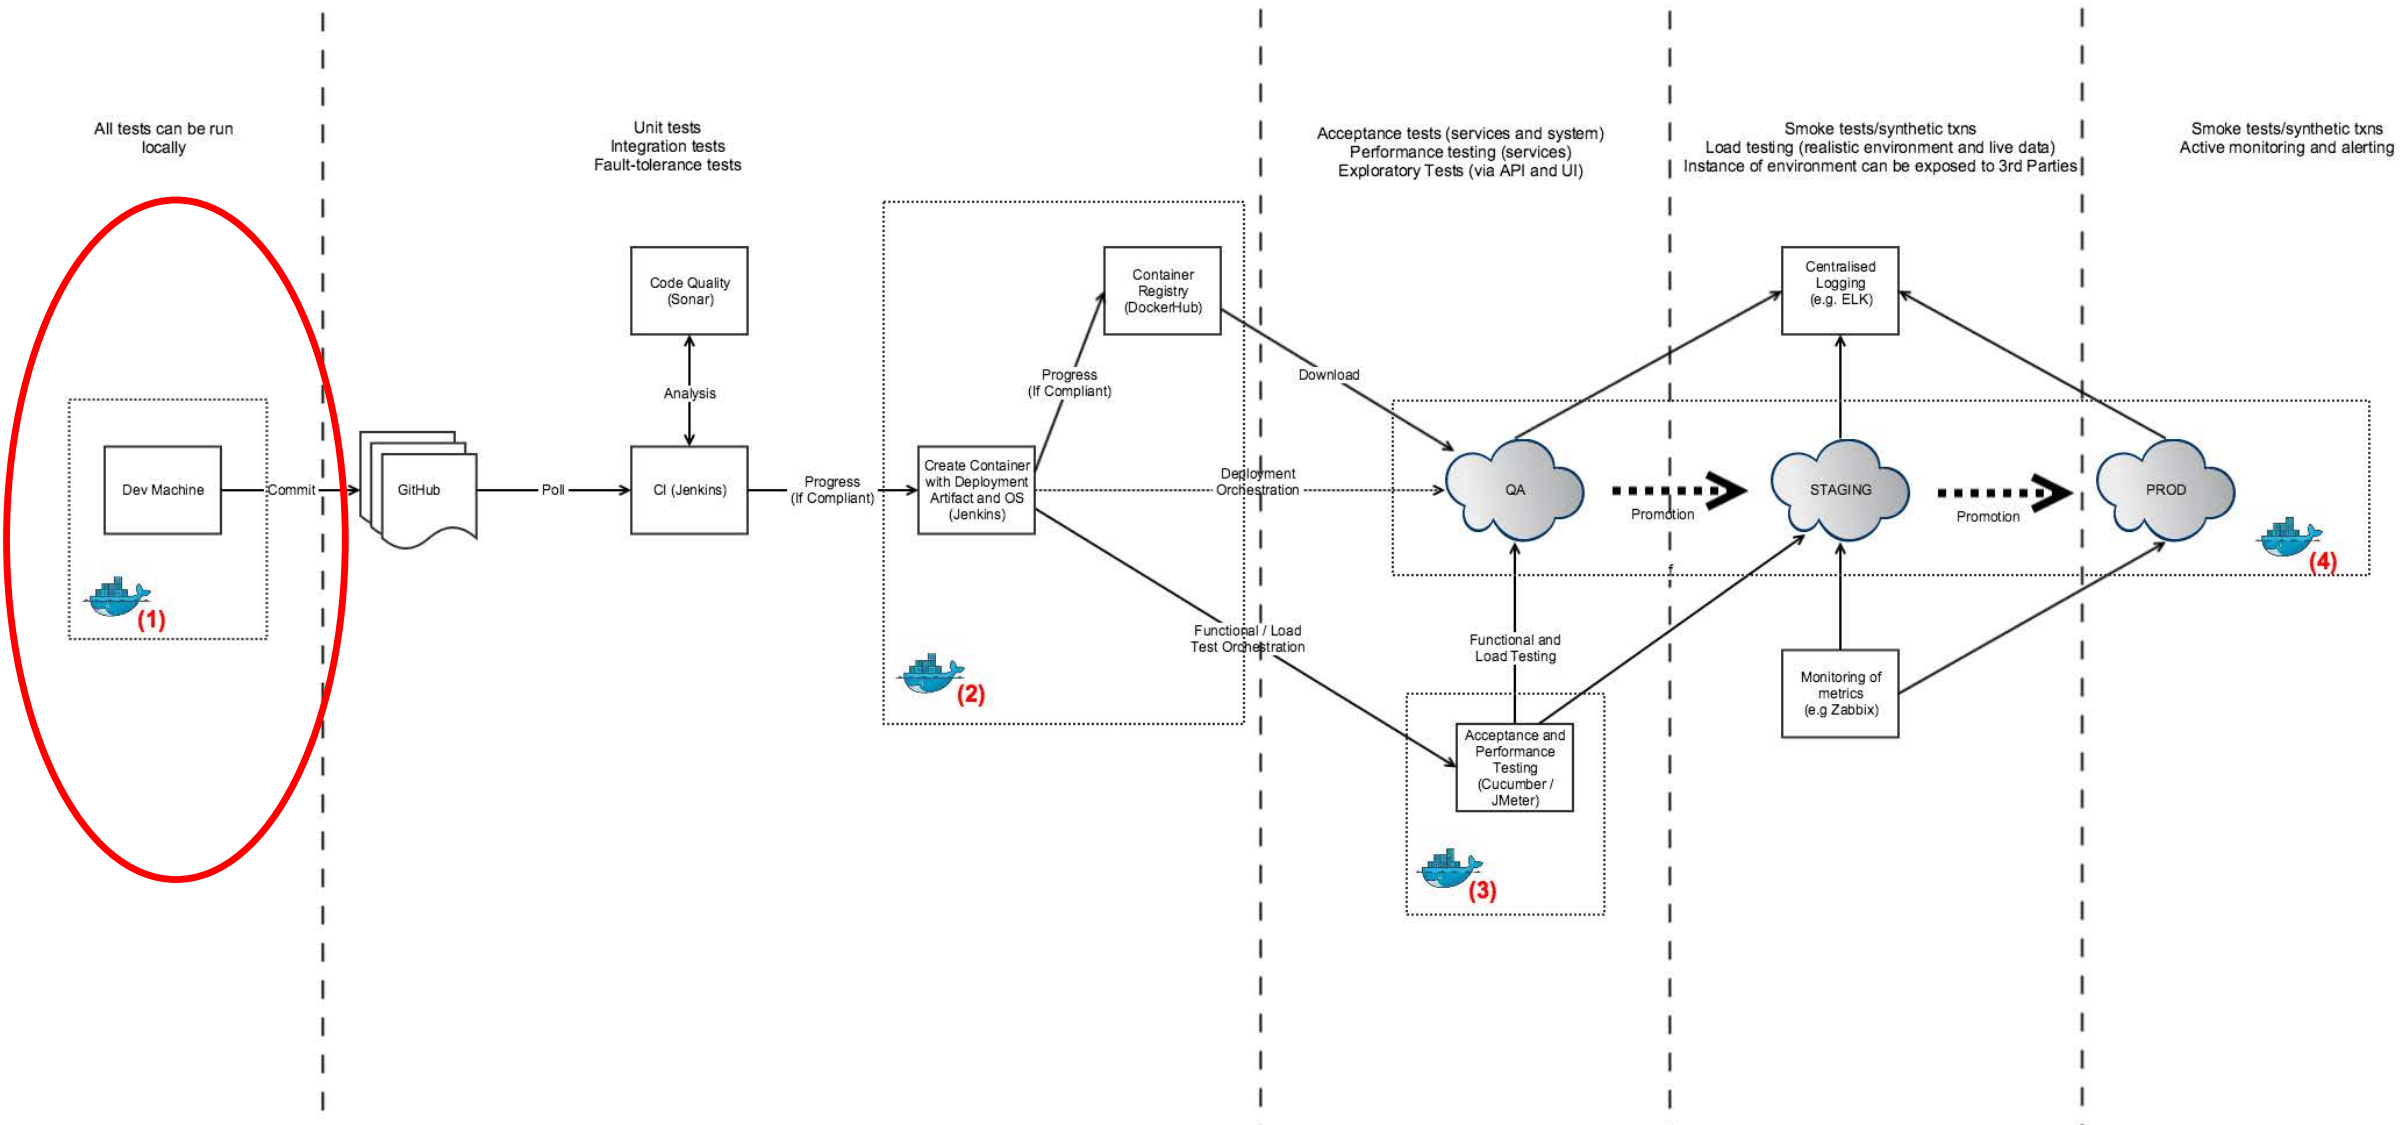 All tests can be run
locally
Unit tests
Integration tests
Fault-tolerance tests
Acceptance tests (services and system)
Performance testing (services)
Exploratory Tests (via API and UI)
Smoke tests/synthetic txns
Load testing (realistic environment and live data)
Instance of environment can be exposed to 3rd Parties
Smoke tests/synthetic txns
Active monitoring and alerting
Dev Machine
(1)
Commit
GitHub
Poll
Code Quality
(Sonar)
Analysis
CI (Jenkins)
Progress
(If Compliant)
Create Container
with Deployment
Artifact and OS
(Jenkins)
Progress
(If Compliant)
Container
Registry
(DockerHub)
(2)
Download
Deployment
Orchestration
Functional / Load
Test Orchestration
QA
Functional and
Load Testing
Acceptance and
Performance
Testing
(Cucumber /
JMeter)
(3)
Promotion
f
Centralised
Logging
(e.g. ELK)
STAGING
Monitoring of
metrics
(e.g Zabbix)
Promotion
PROD
(4)